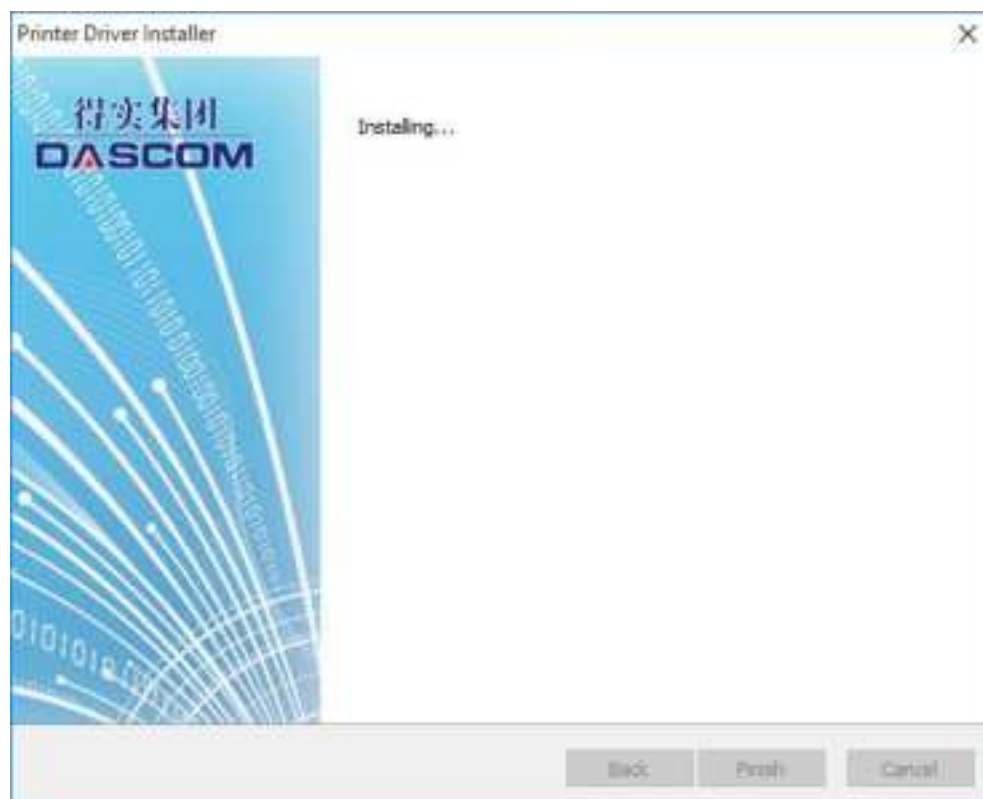 Printer Driver Installer
得实集团
DASCOM
Installing...
Back
Finish
Cancel